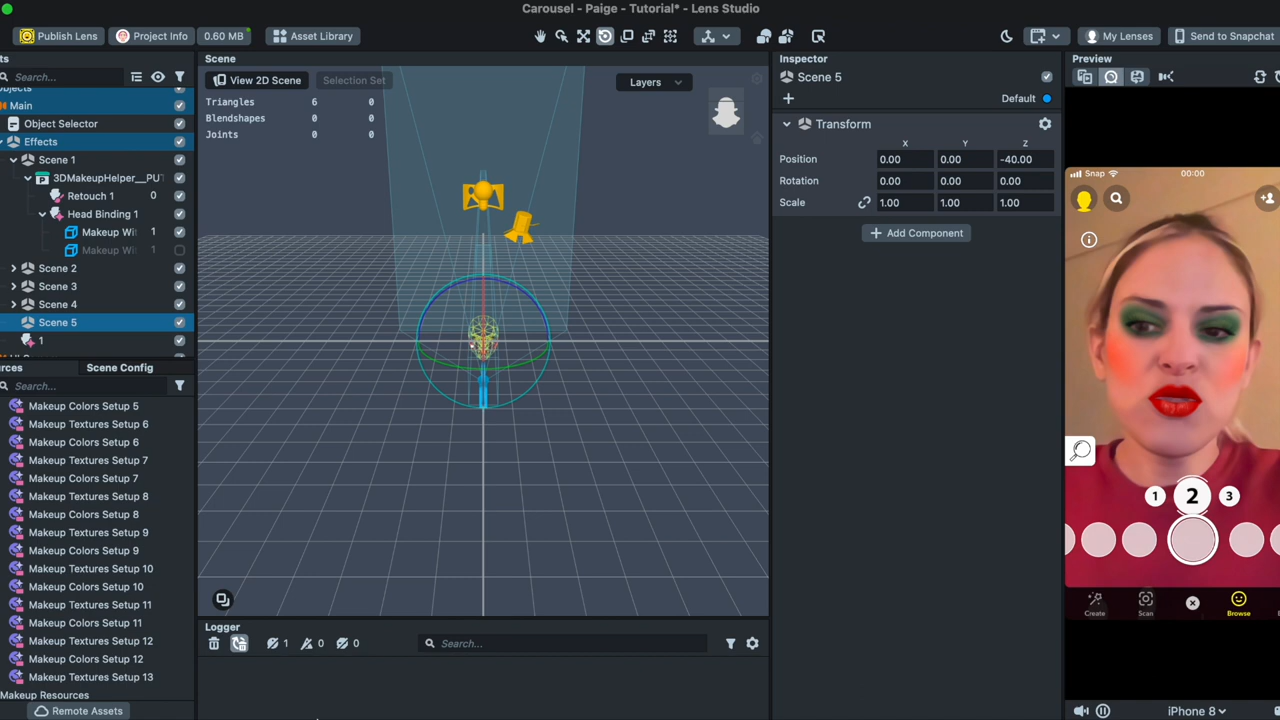 Carousel - Paige - Tutorial* - Lens Studio
Publish Lens
Project Info
0.60 MB
Asset Library
My Lenses
Send to Snapchat
ts
Search...
Objects
Main
Object Selector
Effects
Scene 1
3DMakeupHelper__PUT
Retouch 1
0
Head Binding 1
Makeup Wi
1
Makeup Wi
1
Scene 2
Scene 3
Scene 4
Scene 5
1
rces
Scene Config
Search...
Makeup Colors Setup 5
Makeup Textures Setup 6
Makeup Colors Setup 6
Makeup Textures Setup 7
Makeup Colors Setup 7
Makeup Textures Setup 8
Makeup Colors Setup 8
Makeup Textures Setup 9
Makeup Colors Setup 9
Makeup Textures Setup 10
Makeup Colors Setup 10
Makeup Textures Setup 11
Makeup Colors Setup 11
Makeup Textures Setup 12
Makeup Colors Setup 12
Makeup Textures Setup 13
Makeup Resources
Remote Assets
Scene
View 2D Scene
Selection Set
Layers
Triangles 6 0
Blendshapes 0 0
Joints 0 0
Logger
1
0
0
Search...
Inspector
Scene 5
Default
Transform
X Y Z
Position 0.00 0.00 -40.00
Rotation 0.00 0.00 0.00
Scale 1.00 1.00 1.00
Add Component
Preview
Snap
00:00
1
2
3
Create
Scan
Browse
iPhone 8